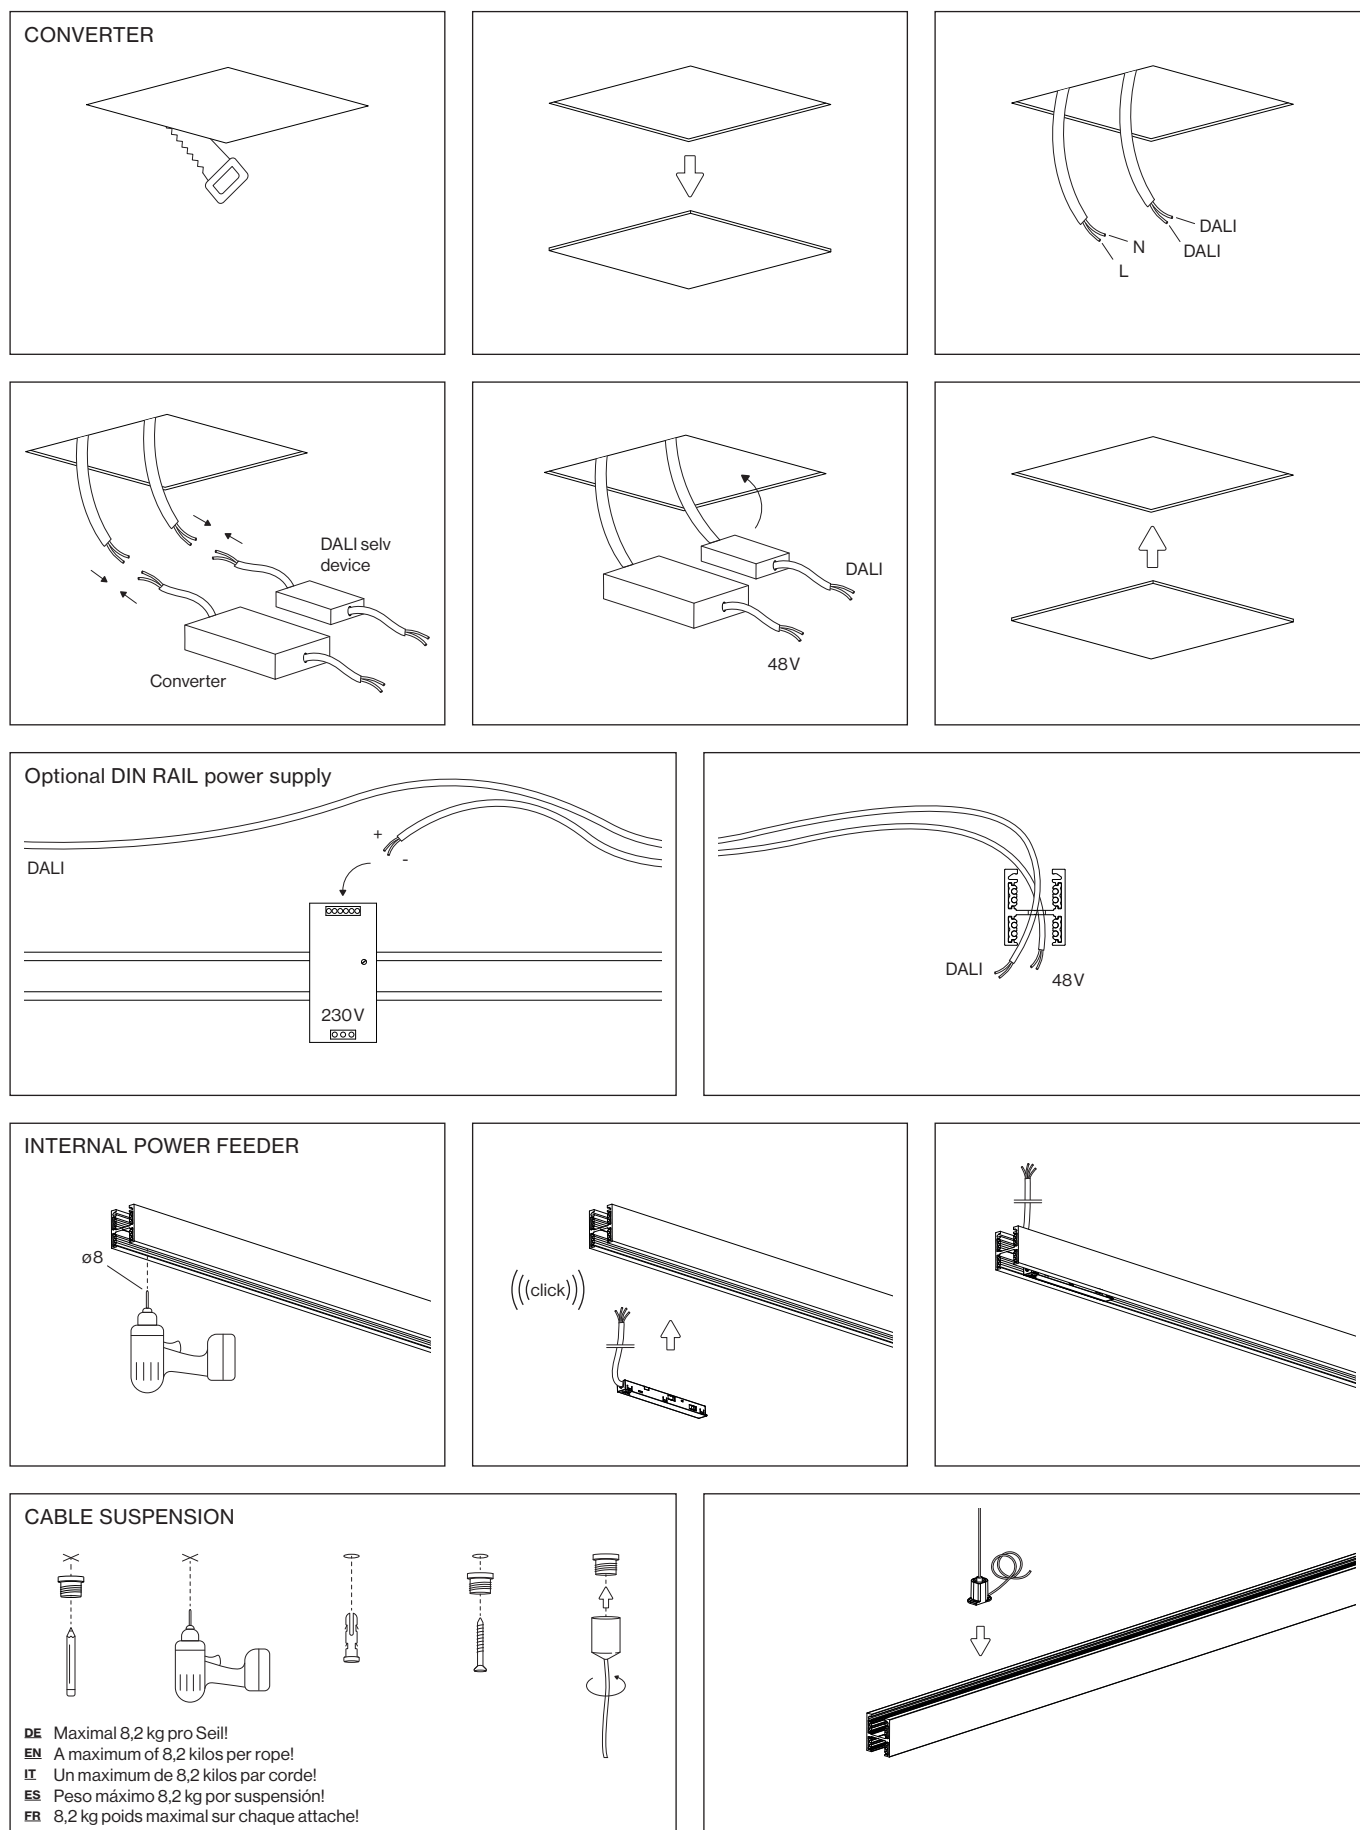 CONVERTER
N
L
DALI
DALI
DALI selv
device
Converter
DALI
48V
Optional DIN RAIL power supply
+
-
DALI
230V
DALI
48V
INTERNAL POWER FEEDER
ø8
(((click)))
CABLE SUSPENSION
DE Maximal 8,2 kg pro Seil!
EN A maximum of 8,2 kilos per rope!
IT Un maximum de 8,2 kilos par corde!
ES Peso máximo 8,2 kg por suspensión!
FR 8,2 kg poids maximal sur chaque attache!